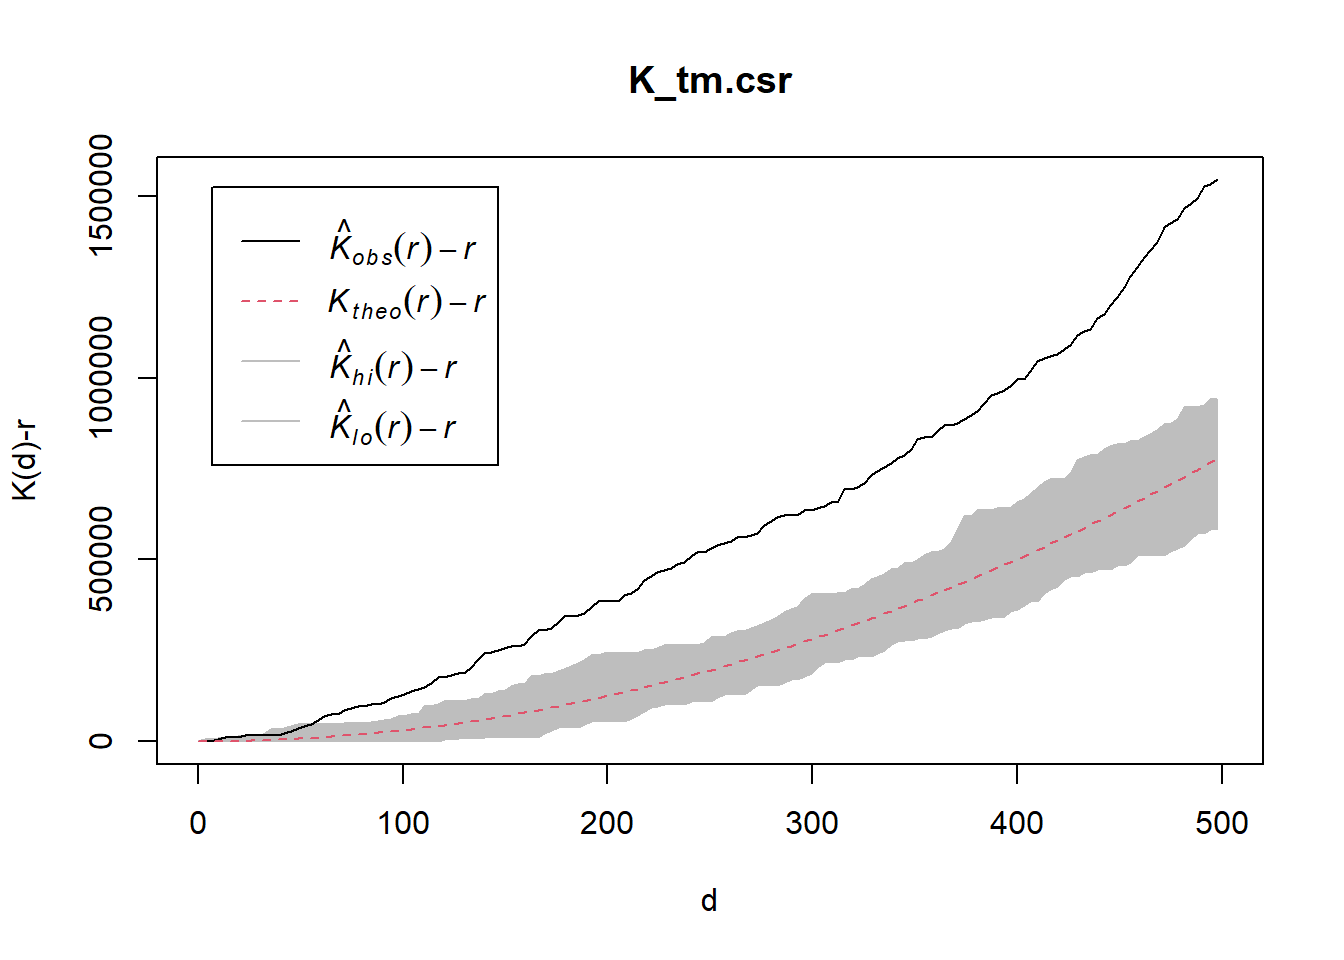 K_tm.csr
K̂obs(r) − r
Ktheo(r) − r
K̂hi(r) − r
K̂lo(r) − r
K(d)-r
0
500000
1000000
1500000
0 100 200 300 400 500
d